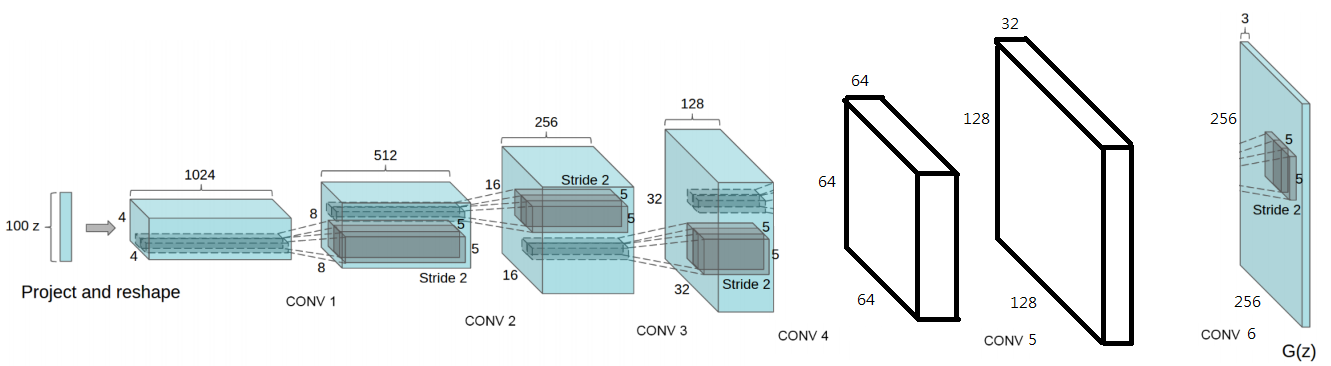 100 z
Project and reshape
1024
4
4
CONV 1
512
8
8
5
5
Stride 2
CONV 2
256
16
16
Stride 2
5
5
CONV 3
128
32
32
5
5
Stride 2
CONV 4
64
64
64
CONV 5
32
128
128
CONV 6
3
256
256
5
5
Stride 2
G(z)